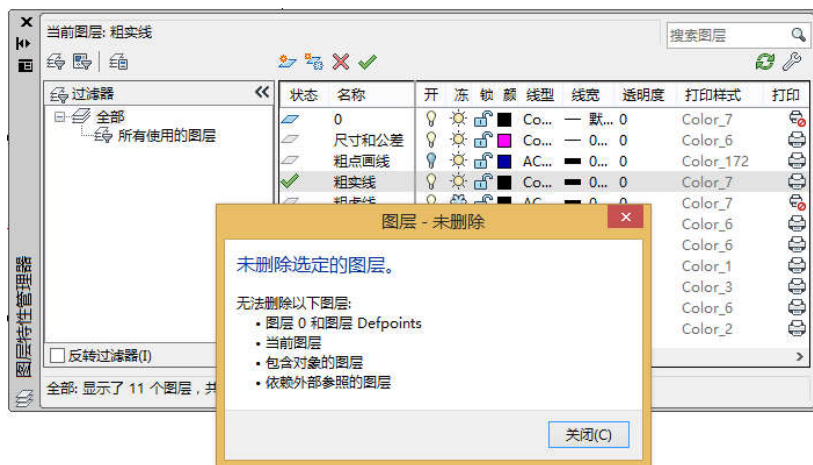 当前图层: 粗实线
搜索图层
过滤器
全部
所有使用的图层
状态 名称 开 冻 锁 颜 线型 线宽 透明度 打印样式 打印
0 Co... 默... 0 Color_7
尺寸和公差 Co... 0... 0 Color_6
粗点画线 AC... 0... 0 Color_172
粗实线 Co... 0... 0 Color_7
粗虚线 AC... 0... 0 Color_7
Color_6
Color_6
Color_1
Color_3
Color_6
Color_2
反转过滤器(I)
全部: 显示了 11 个图层，共
图层特性管理器
图层 - 未删除
未删除选定的图层。
无法删除以下图层:
• 图层 0 和图层 Defpoints
• 当前图层
• 包含对象的图层
• 依赖外部参照的图层
关闭(C)